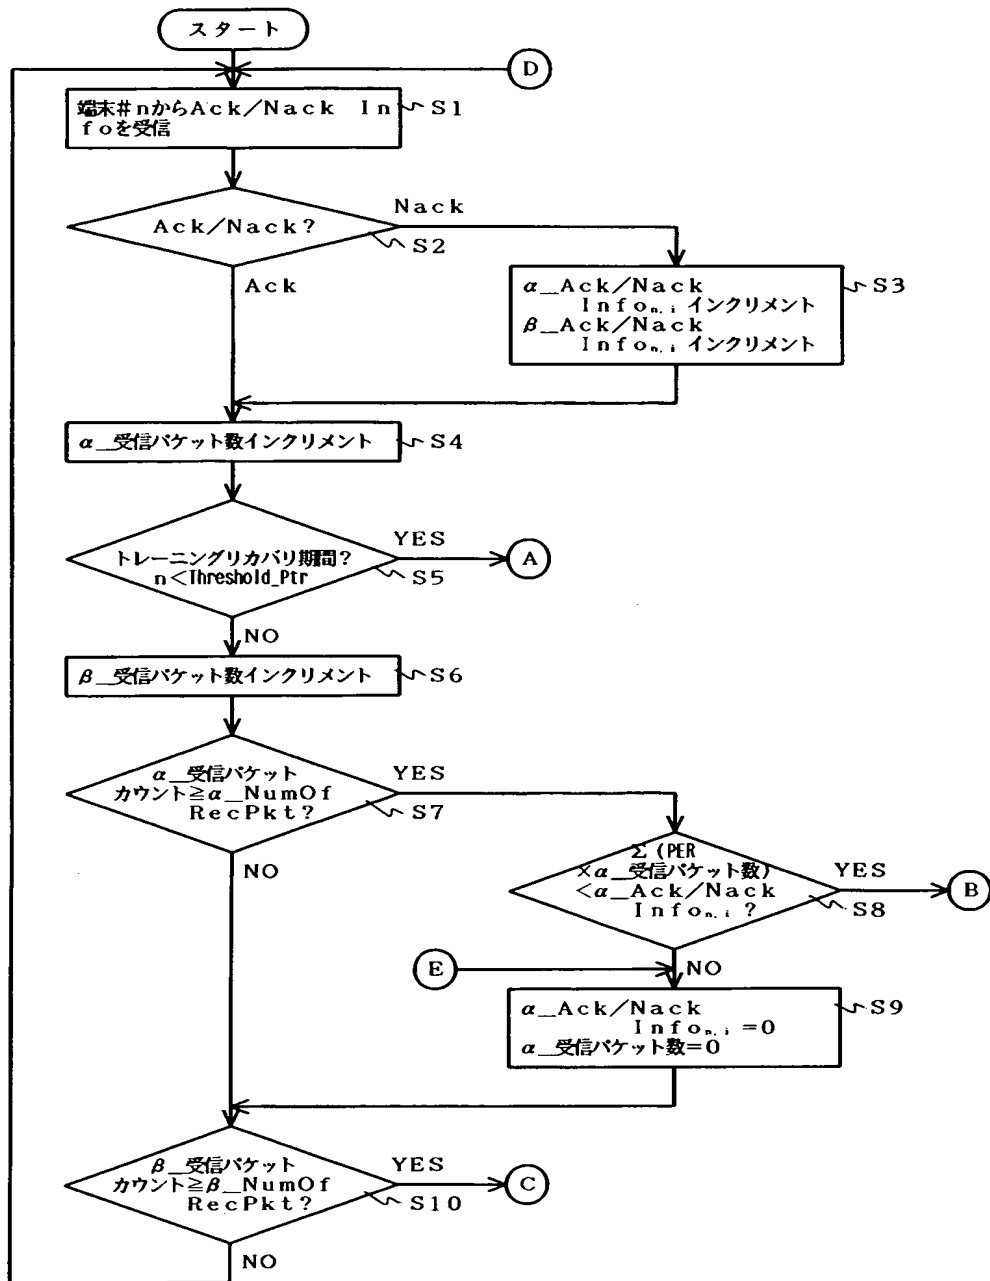 スタート
D
端末#nからAck/Nack In
foを受信
S1
Ack/Nack?
Nack
S2
Ack
α_Ack/Nack
Infon,i インクリメント
β_Ack/Nack
Infon,i インクリメント
S3
α_受信パケット数インクリメント
S4
トレーニングリカバリ期間?
n<Threshold_Ptr
YES
S5
A
NO
β_受信パケット数インクリメント
S6
α_受信パケット
カウント≧α_NumOf
RecPkt?
YES
S7
NO
Σ(PER
×α_受信パケット数)
<α_Ack/Nack
Infon,i ?
YES
S8
B
E
NO
α_Ack/Nack
Infon,i =0
α_受信パケット数=0
S9
β_受信パケット
カウント≧β_NumOf
RecPkt?
YES
S10
C
NO